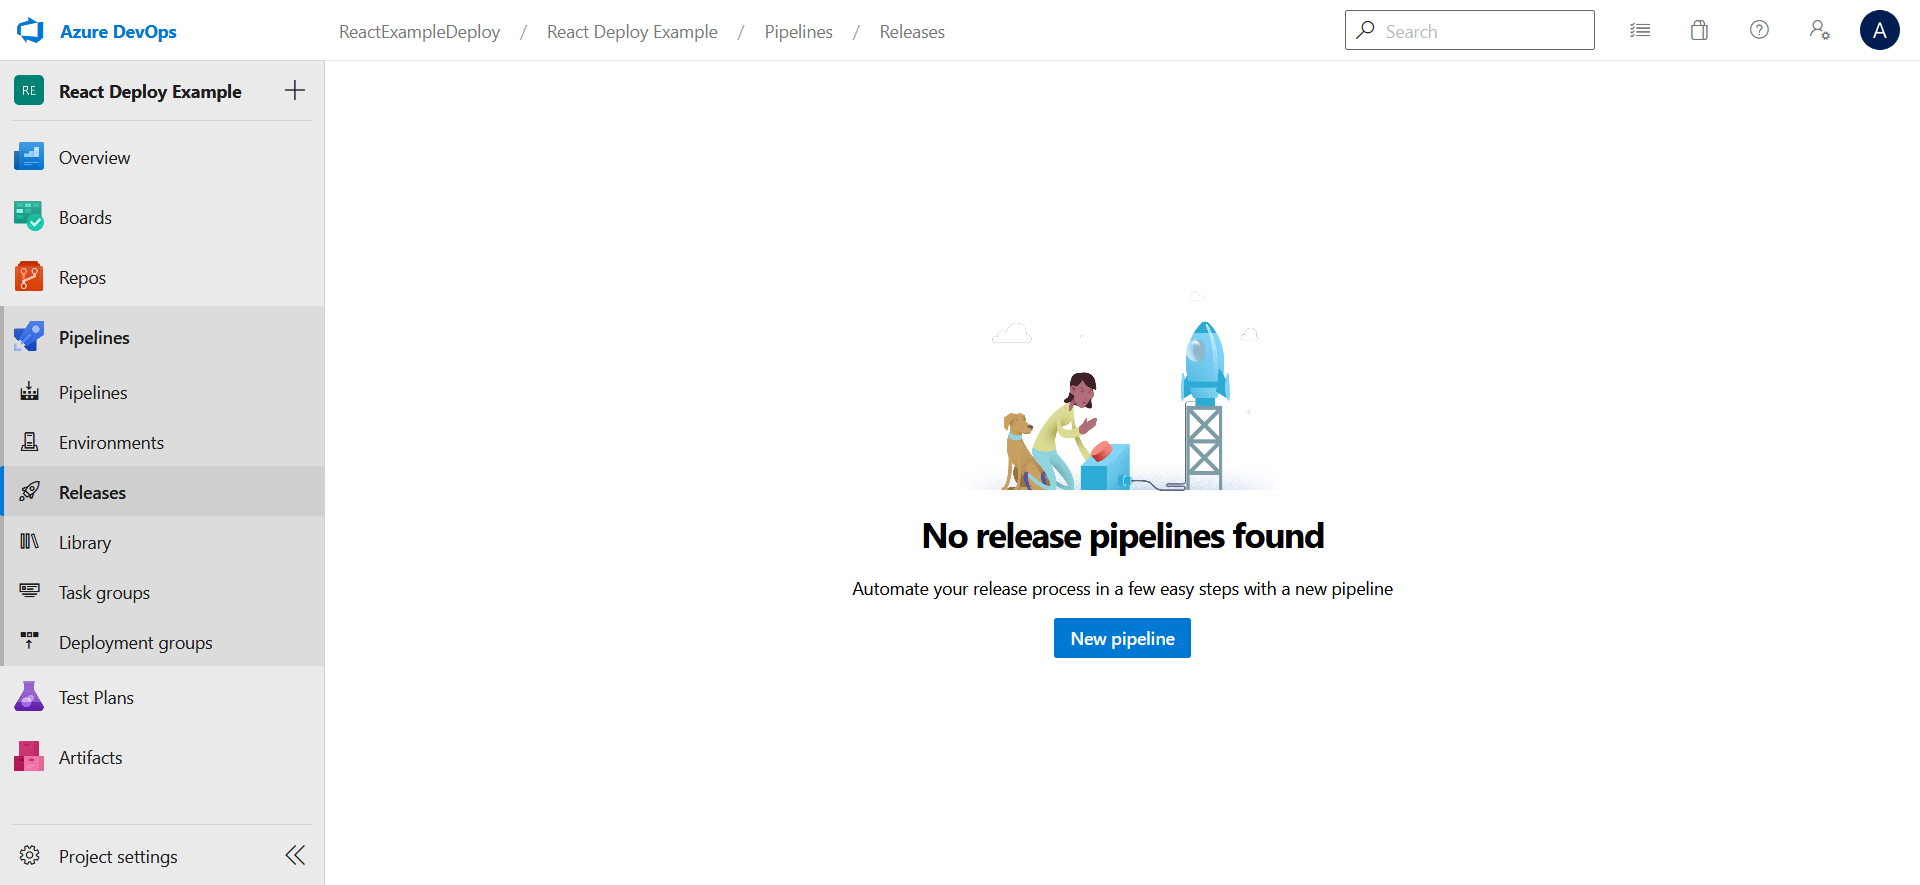 Azure DevOps
ReactExampleDeploy / React Deploy Example / Pipelines / Releases
Search
A
RE
React Deploy Example
Overview
Boards
Repos
Pipelines
Pipelines
Environments
Releases
Library
Task groups
Deployment groups
Test Plans
Artifacts
Project settings
No release pipelines found
Automate your release process in a few easy steps with a new pipeline
New pipeline